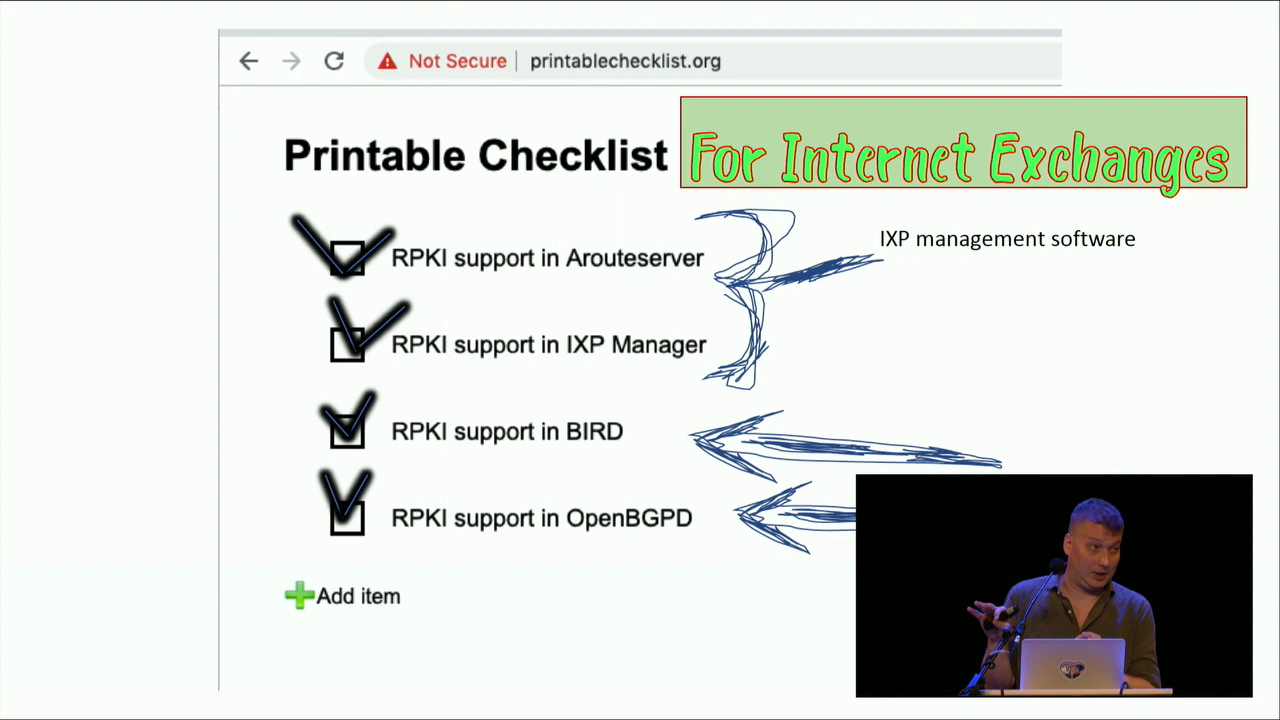 Not Secure | printablechecklist.org
Printable Checklist For Internet Exchanges
RPKI support in Arouteserver
IXP management software
RPKI support in IXP Manager
RPKI support in BIRD
RPKI support in OpenBGPD
Add item